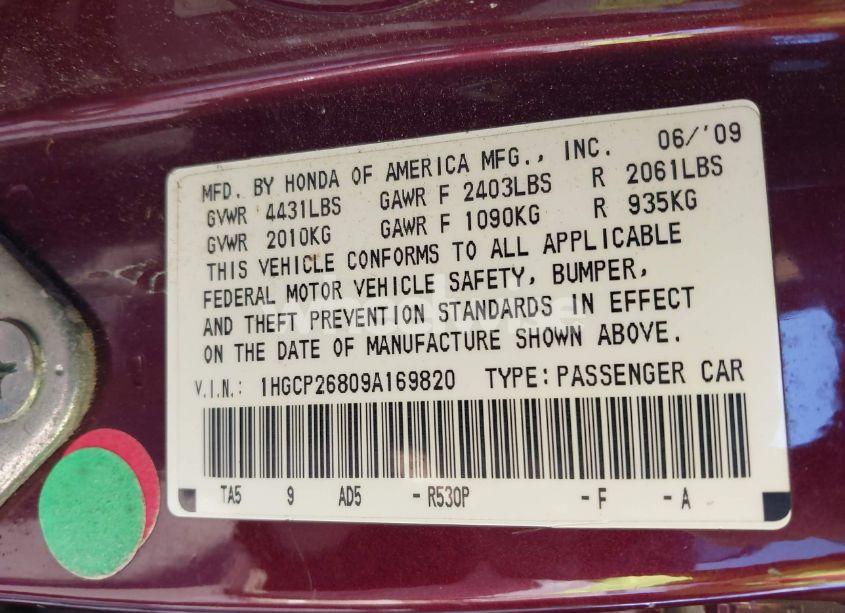 MFD. BY HONDA OF AMERICA MFG., INC. 06/'09
GVWR 4431LBS GAWR F 2403LBS R 2061LBS
GVWR 2010KG GAWR F 1090KG R 935KG
THIS VEHICLE CONFORMS TO ALL APPLICABLE
FEDERAL MOTOR VEHICLE SAFETY, BUMPER,
AND THEFT PREVENTION STANDARDS IN EFFECT
ON THE DATE OF MANUFACTURE SHOWN ABOVE.
V.I.N.: 1HGCP26809A169820 TYPE: PASSENGER CAR
TA5 9 AD5 -R530P -F -A